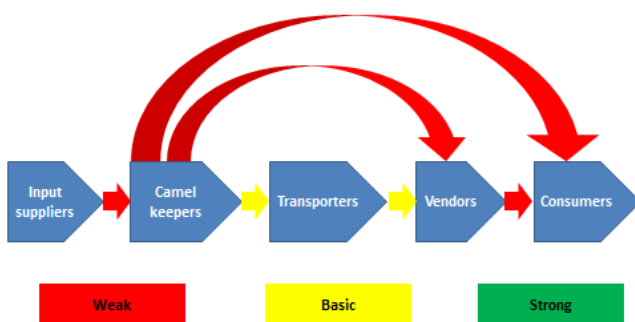 Input
suppliers
Camel
keepers
Transporters
Vendors
Consumers
Weak
Basic
Strong